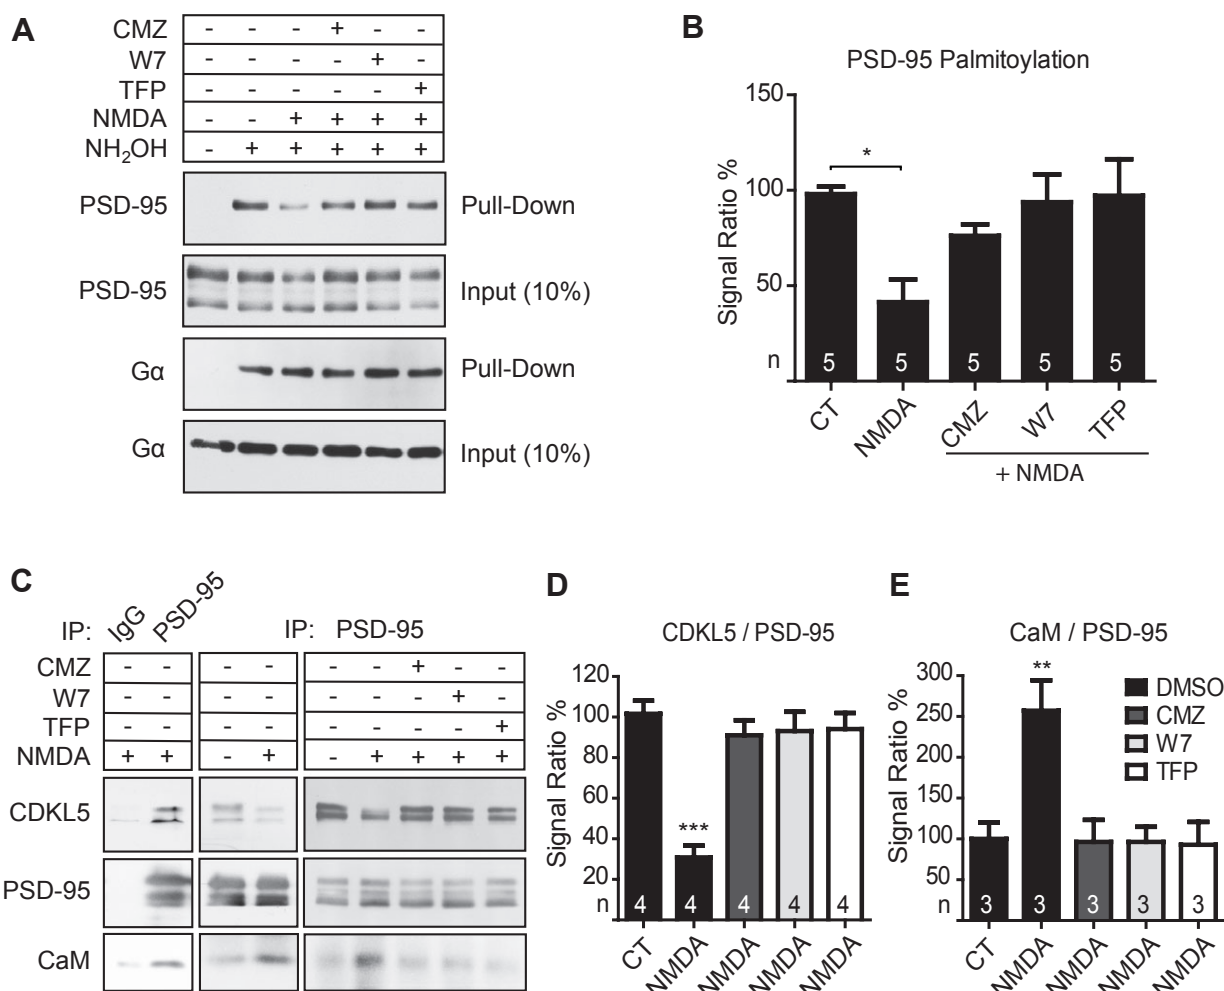 A
CMZ - - - + - -
W7 - - - - + -
TFP - - - - - +
NMDA - - + + + +
NH₂OH - + + + + +
PSD-95 Pull-Down
PSD-95 Input (10%)
Gα Pull-Down
Gα Input (10%)
B
PSD-95 Palmitoylation
Signal Ratio %
150
100
50
*
n 5 5 5 5 5
CT NMDA CMZ W7 TFP
+ NMDA
C
IP: IgG PSD-95
IP: PSD-95
CMZ - - - - - - + - -
W7 - - - - - - - + -
TFP - - - - - - - - +
NMDA + + - + - + + + +
CDKL5
PSD-95
CaM
D
CDKL5 / PSD-95
Signal Ratio %
120
100
80
60
40
20
***
n 4 4 4 4 4
CT NMDA NMDA NMDA NMDA
E
CaM / PSD-95
Signal Ratio %
300
250
200
150
100
50
**
DMSO
CMZ
W7
TFP
n 3 3 3 3 3
CT NMDA NMDA NMDA NMDA